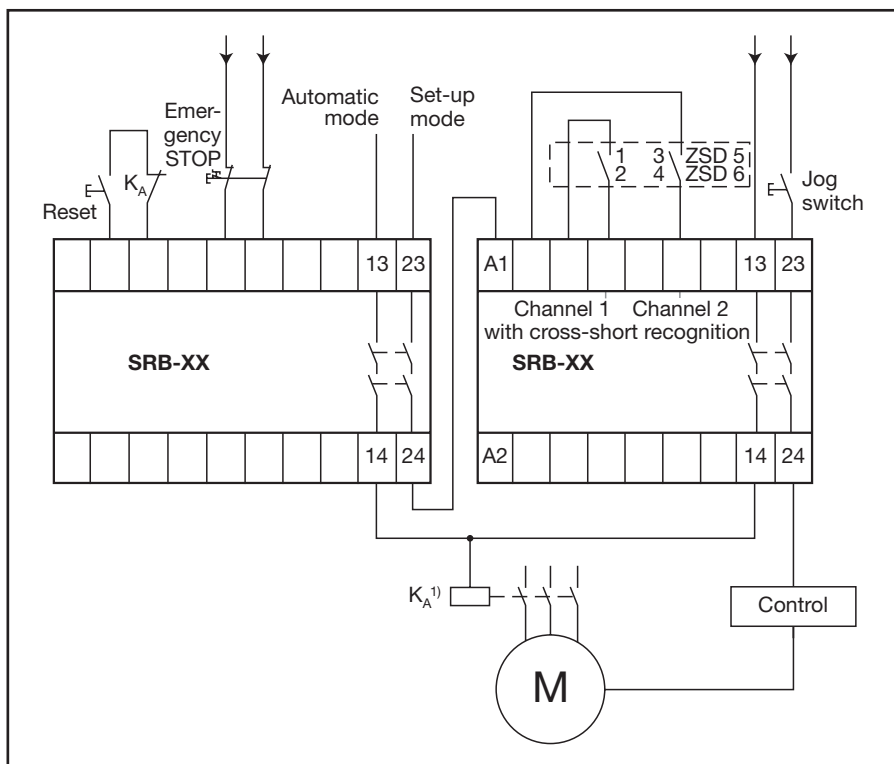 Emer-
gency
STOP
Automatic
mode
Set-up
mode
K_A
Reset
1 3 ZSD 5
2 4 ZSD 6
Jog
switch
13 23
A1
13 23
Channel 1 Channel 2
with cross-short recognition
SRB-XX
SRB-XX
14 24
A2
14 24
K_A 1)
Control
M